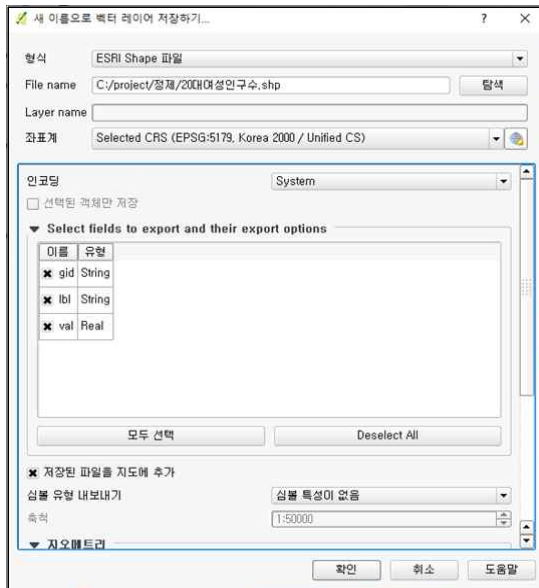 새 이름으로 벡터 레이어 저장하기...
형식 ESRI Shape 파일
File name C:/project/정제/20대여성인구수.shp 탐색
Layer name
좌표계 Selected CRS (EPSG:5179, Korea 2000 / Unified CS)
인코딩 System
선택된 객체만 저장
Select fields to export and their export options
이름 유형
gid String
lbl String
val Real
모두 선택 Deselect All
저장된 파일을 지도에 추가
심볼 유형 내보내기 심볼 특성이 없음
축척 1:50000
지오메트리
확인 취소 도움말